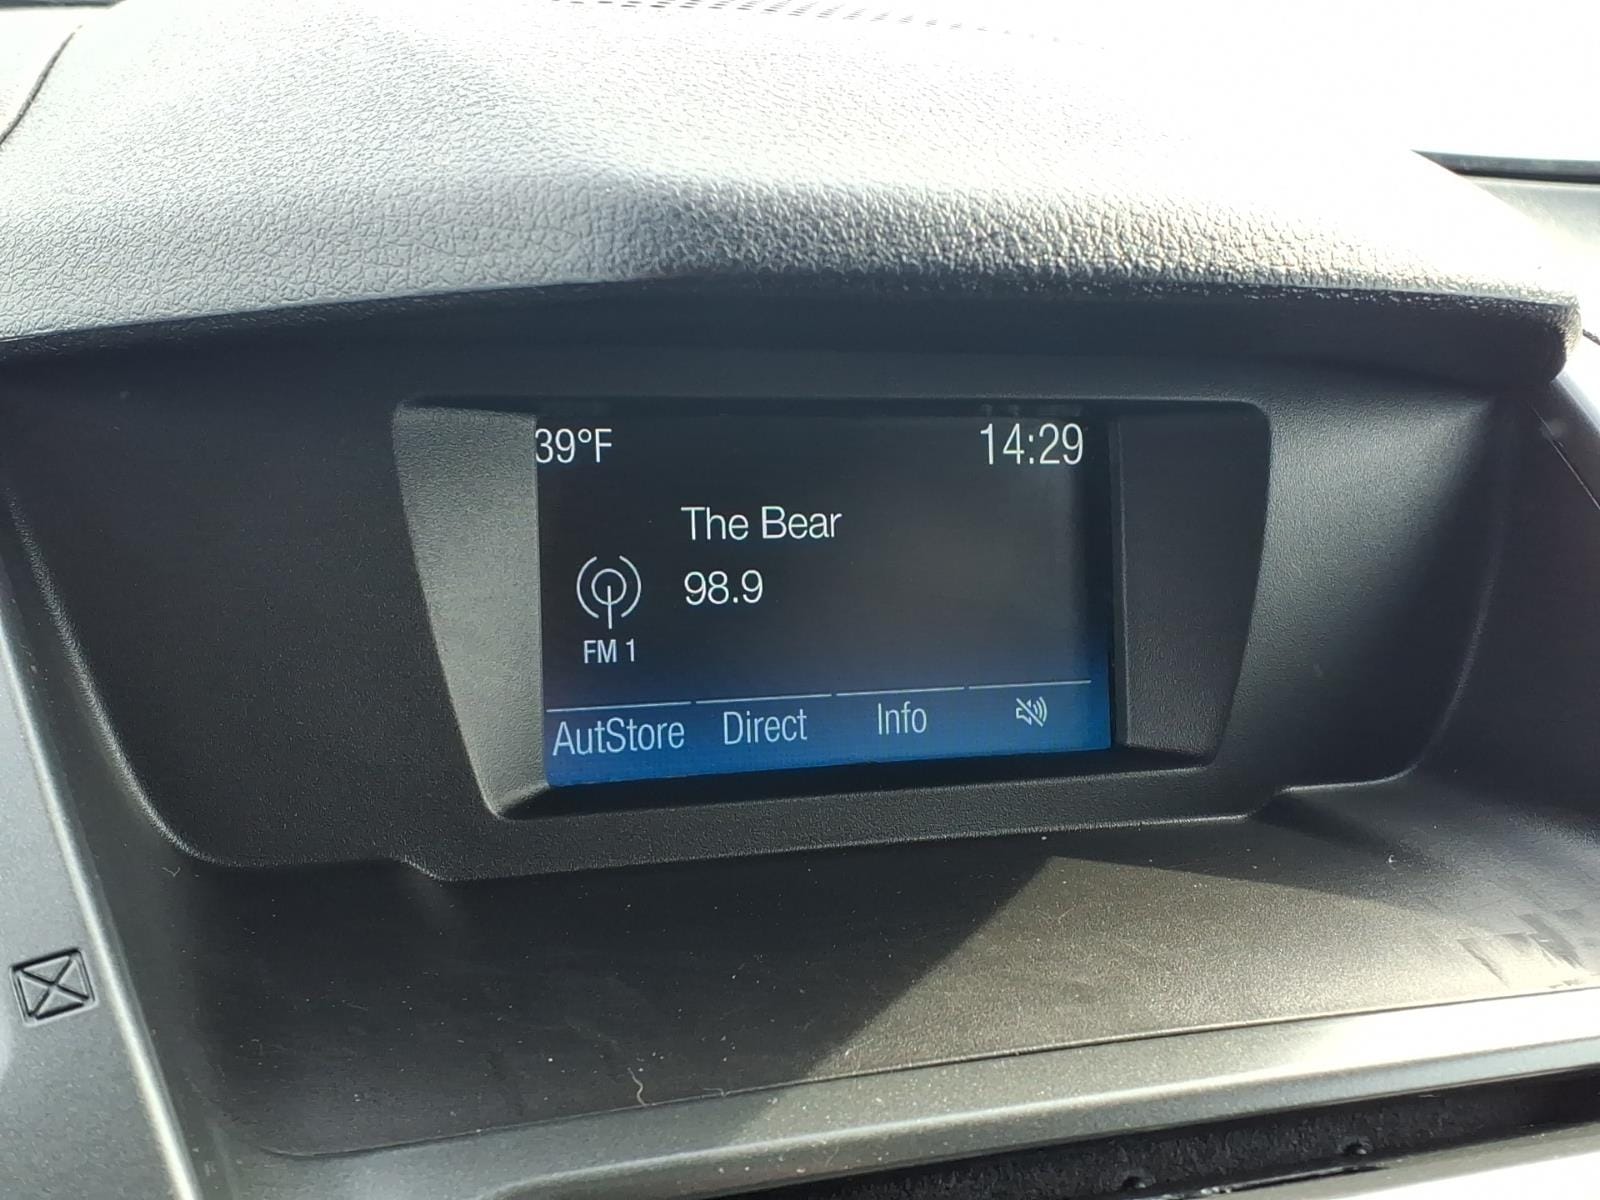 39°F 14:29
The Bear
98.9
FM 1
AutStore Direct Info